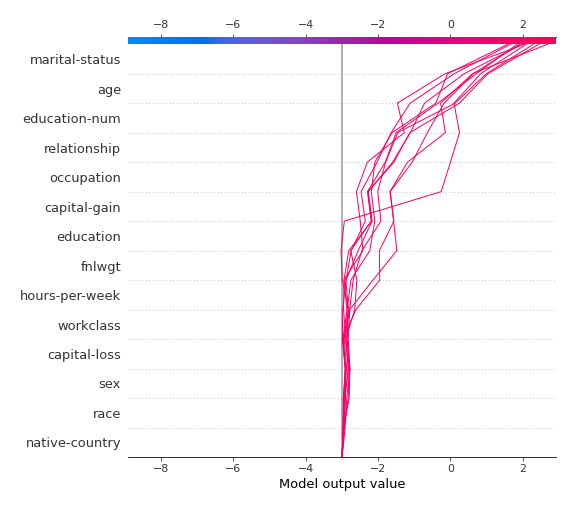 −8 −6 −4 −2 0 2
marital-status
age
education-num
relationship
occupation
capital-gain
education
fnlwgt
hours-per-week
workclass
capital-loss
sex
race
native-country
−8 −6 −4 −2 0 2
Model output value